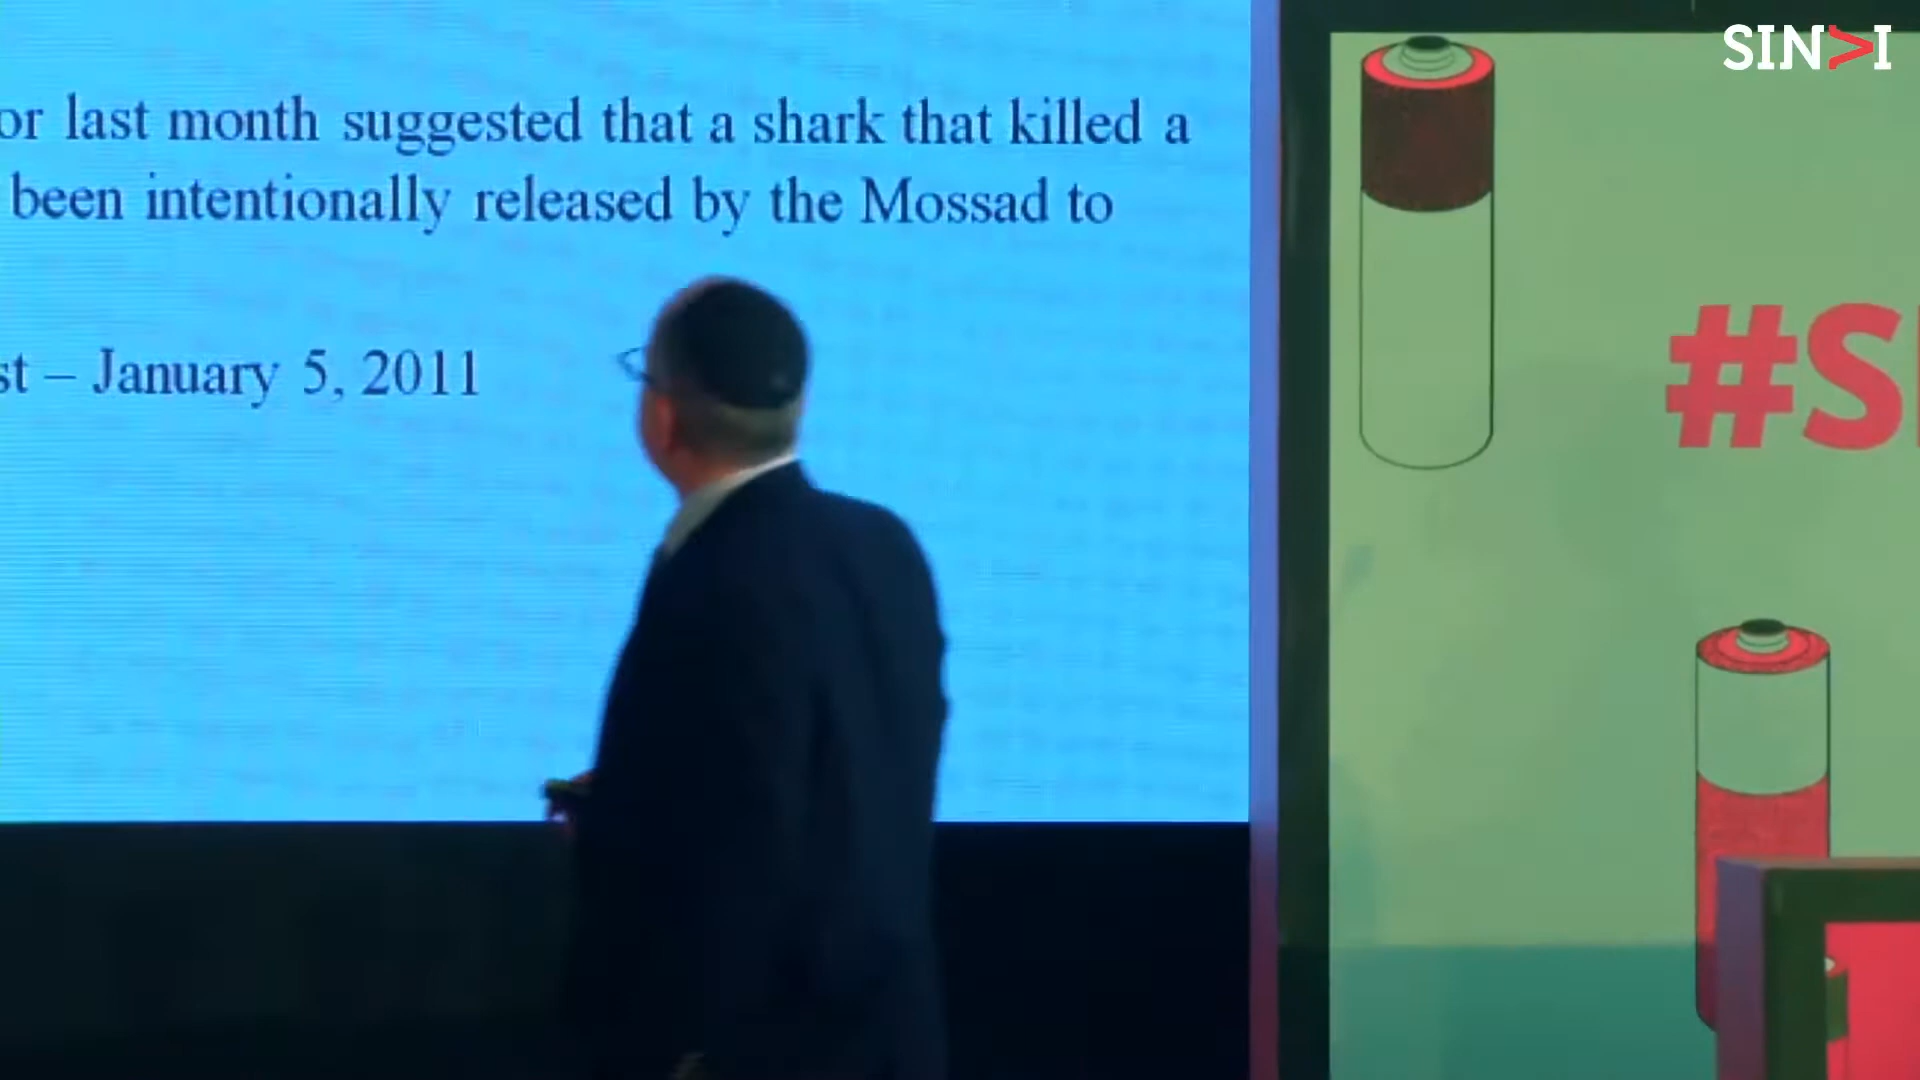 or last month suggested that a shark that killed a
been intentionally released by the Mossad to
st – January 5, 2011
SIN>I
#S